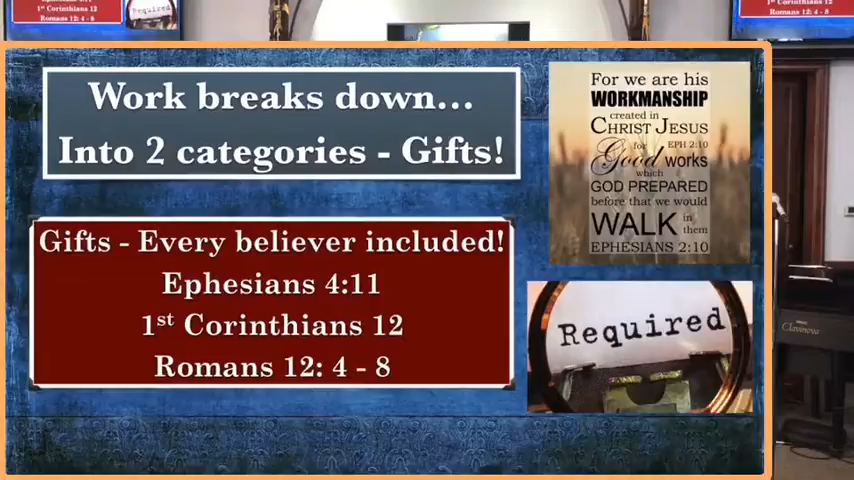 1st Corinthians 12
Romans 12: 4 - 8
Required
1st Corinthians 12
Romans 12: 4 - 8
Work breaks down...
Into 2 categories - Gifts!
Gifts - Every believer included!
Ephesians 4:11
1st Corinthians 12
Romans 12: 4 - 8
For we are his
WORKMANSHIP
created in
CHRIST JESUS
for EPH 2:10
Good works
which
GOD PREPARED
before that we would
WALK in
them
EPHESIANS 2:10
Required
Clavinova